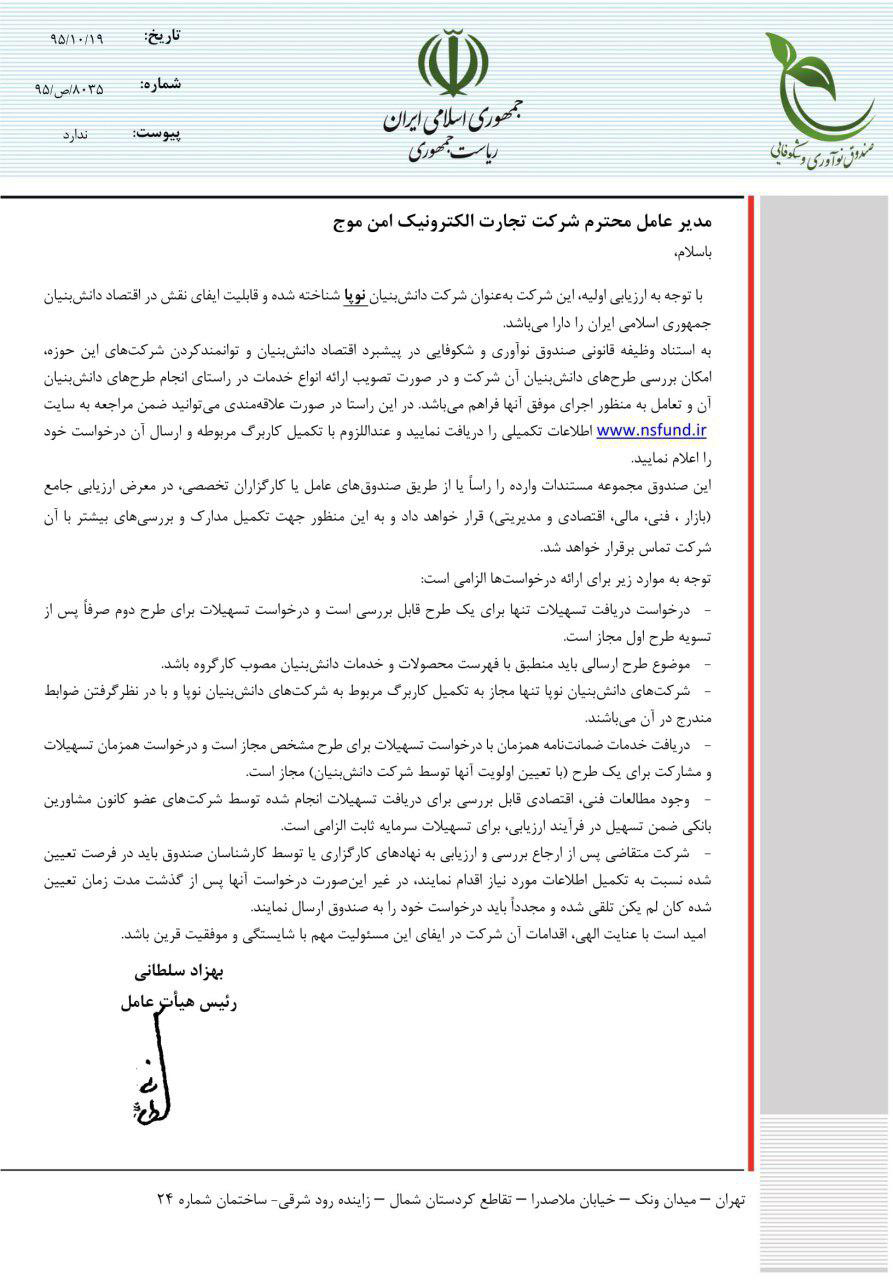 تاریخ: ۹۵/۱۰/۱۹
شماره: ۸۰۳۵/ص/۹۵
پیوست: ندارد
جمهوری اسلامی ایران
ریاست جمهوری
صندوق نوآوری و شکوفایی
مدیر عامل محترم شرکت تجارت الکترونیک امن موج
باسلام،
با توجه به ارزیابی اولیه، این شرکت به‌عنوان شرکت دانش‌بنیان نوپا شناخته شده و قابلیت ایفای نقش در اقتصاد دانش‌بنیان
جمهوری اسلامی ایران را دارا می‌باشد.
به استناد وظیفه قانونی صندوق نوآوری و شکوفایی در پیشبرد اقتصاد دانش‌بنیان و توانمندکردن شرکت‌های این حوزه،
امکان بررسی طرح‌های دانش‌بنیان آن شرکت و در صورت تصویب ارائه انواع خدمات در راستای انجام طرح‌های دانش‌بنیان
آن و تعامل به منظور اجرای موفق آنها فراهم می‌باشد. در این راستا در صورت علاقه‌مندی می‌توانید ضمن مراجعه به سایت
www.nsfund.ir اطلاعات تکمیلی را دریافت نمایید و عنداللزوم با تکمیل کاربرگ مربوطه و ارسال آن درخواست خود
را اعلام نمایید.
این صندوق مجموعه مستندات وارده را راساً یا از طریق صندوق‌های عامل یا کارگزاران تخصصی، در معرض ارزیابی جامع
(بازار ، فنی، مالی، اقتصادی و مدیریتی) قرار خواهد داد و به این منظور جهت تکمیل مدارک و بررسی‌های بیشتر با آن
شرکت تماس برقرار خواهد شد.
توجه به موارد زیر برای ارائه درخواست‌ها الزامی است:
- درخواست دریافت تسهیلات تنها برای یک طرح قابل بررسی است و درخواست تسهیلات برای طرح دوم صرفاً پس از
تسویه طرح اول مجاز است.
- موضوع طرح ارسالی باید منطبق با فهرست محصولات و خدمات دانش‌بنیان مصوب کارگروه باشد.
- شرکت‌های دانش‌بنیان نوپا تنها مجاز به تکمیل کاربرگ مربوط به شرکت‌های دانش‌بنیان نوپا و با در نظرگرفتن ضوابط
مندرج در آن می‌باشند.
- دریافت خدمات ضمانت‌نامه همزمان با درخواست تسهیلات برای طرح مشخص مجاز است و درخواست همزمان تسهیلات
و مشارکت برای یک طرح (با تعیین اولویت آنها توسط شرکت دانش‌بنیان) مجاز است.
- وجود مطالعات فنی، اقتصادی قابل بررسی برای دریافت تسهیلات انجام شده توسط شرکت‌های عضو کانون مشاورین
بانکی ضمن تسهیل در فرآیند ارزیابی، برای تسهیلات سرمایه ثابت الزامی است.
- شرکت متقاضی پس از ارجاع بررسی و ارزیابی به نهادهای کارگزاری یا توسط کارشناسان صندوق باید در فرصت تعیین
شده نسبت به تکمیل اطلاعات مورد نیاز اقدام نمایند، در غیر این‌صورت درخواست آنها پس از گذشت مدت زمان تعیین
شده کان لم یکن تلقی شده و مجدداً باید درخواست خود را به صندوق ارسال نمایند.
امید است با عنایت الهی، اقدامات آن شرکت در ایفای این مسئولیت مهم با شایستگی و موفقیت قرین باشد.
بهزاد سلطانی
رئیس هیأت عامل
تهران – میدان ونک – خیابان ملاصدرا – تقاطع کردستان شمال – زاینده رود شرقی- ساختمان شماره ۲۴